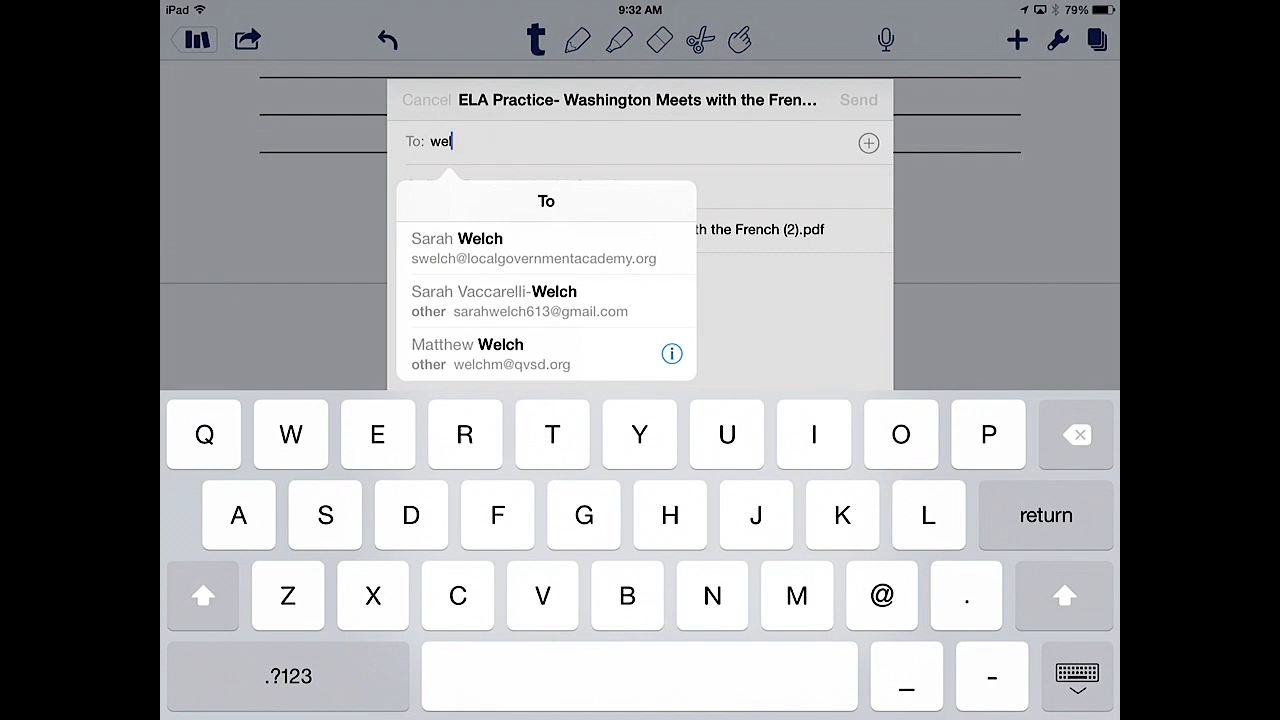 iPad 9:32 AM 79%
t
Cancel ELA Practice- Washington Meets with the Fren... Send
To: wel
To
th the French (2).pdf
Sarah Welch
swelch@localgovernmentacademy.org
Sarah Vaccarelli-Welch
other sarahwelch613@gmail.com
Matthew Welch
other welchm@qvsd.org
Q W E R T Y U I O P
A S D F G H J K L return
Z X C V B N M @ .
.?123 _ -